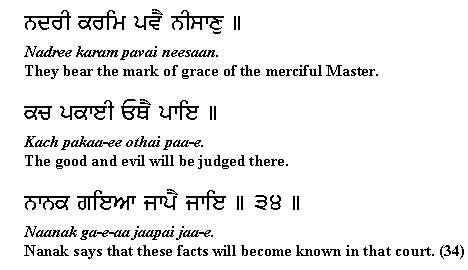 ਨਦਰੀ ਕਰਮਿ ਪਵੈ ਨੀਸਾਣੁ ॥
Nadree karam pavai neesaan.
They bear the mark of grace of the merciful Master.
ਕਚ ਪਕਾਈ ਓਥੈ ਪਾਇ ॥
Kach pakaa-ee othai paa-e.
The good and evil will be judged there.
ਨਾਨਕ ਗਇਆ ਜਾਪੈ ਜਾਇ ॥ ੩੪ ॥
Naanak ga-e-aa jaapai jaa-e.
Nanak says that these facts will become known in that court. (34)